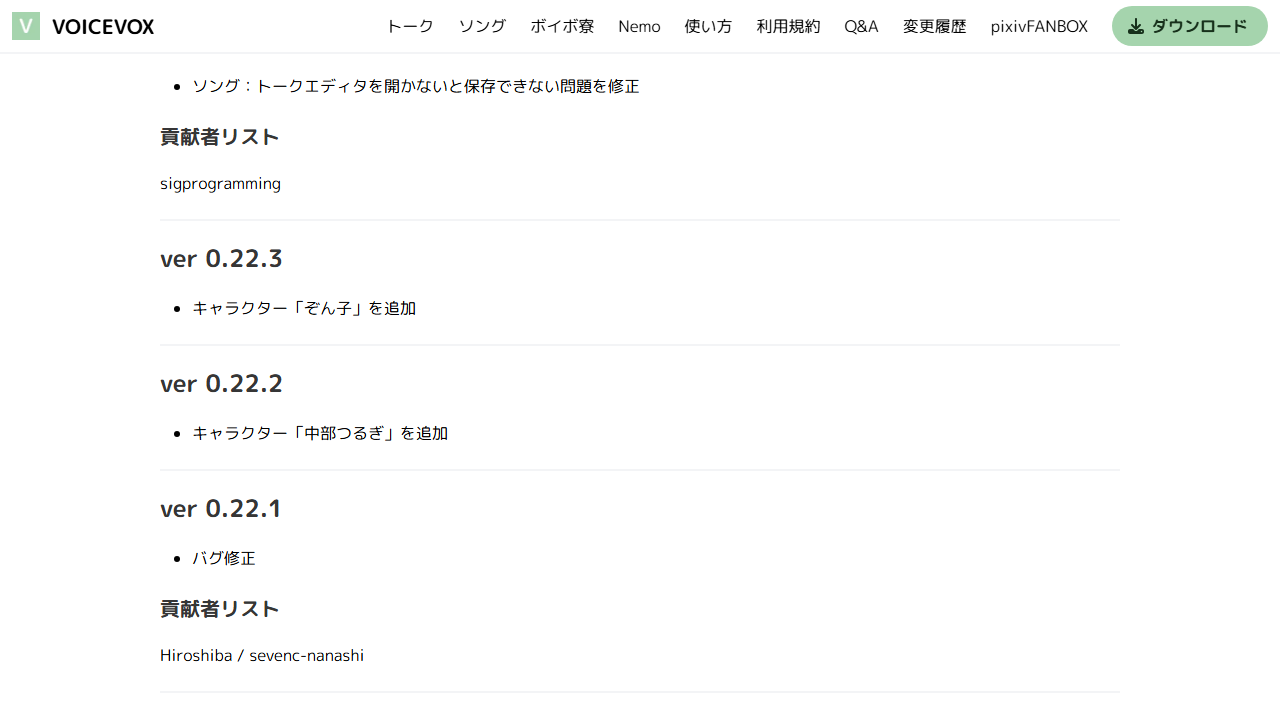 V VOICEVOX トーク ソング ボイボ寮 Nemo 使い方 利用規約 Q&A 変更履歴 pixivFANBOX ダウンロード
• ソング：トークエディタを開かないと保存できない問題を修正
貢献者リスト
sigprogramming
ver 0.22.3
• キャラクター「ぞん子」を追加
ver 0.22.2
• キャラクター「中部つるぎ」を追加
ver 0.22.1
• バグ修正
貢献者リスト
Hiroshiba / sevenc-nanashi